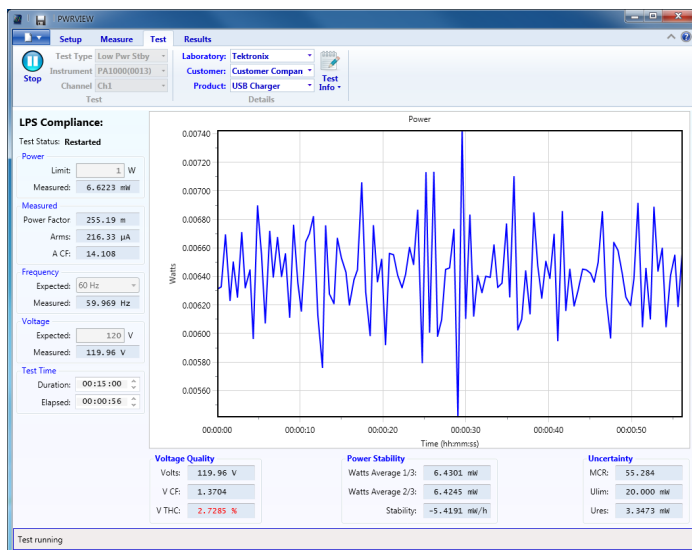 PWRVIEW
Setup Measure Test Results
Stop
Test Type Low Pwr Stby
Instrument PA1000(0013)
Channel Ch1
Test
Laboratory: Tektronix
Customer: Customer Compan
Product: USB Charger
Test Info
Details
LPS Compliance:
Test Status: Restarted
Power
Limit: 1 W
Measured: 6.6223 mW
Measured
Power Factor 255.19 m
Arms: 216.33 µA
A CF: 14.108
Frequency
Expected: 60 Hz
Measured: 59.969 Hz
Voltage
Expected: 120 V
Measured: 119.96 V
Test Time
Duration: 00:15:00
Elapsed: 00:00:56
Power
0.00740
0.00720
0.00700
0.00680
0.00660
0.00640
0.00620
0.00600
0.00580
0.00560
Watts
00:00:00 00:00:10 00:00:20 00:00:30 00:00:40 00:00:50
Time (hh:mm:ss)
Voltage Quality
Volts: 119.96 V
V CF: 1.3704
V THC: 2.7285 %
Power Stability
Watts Average 1/3: 6.4301 mW
Watts Average 2/3: 6.4245 mW
Stability: -5.4191 mW/h
Uncertainty
MCR: 55.284
Ulim: 20.000 mW
Ures: 3.3473 mW
Test running